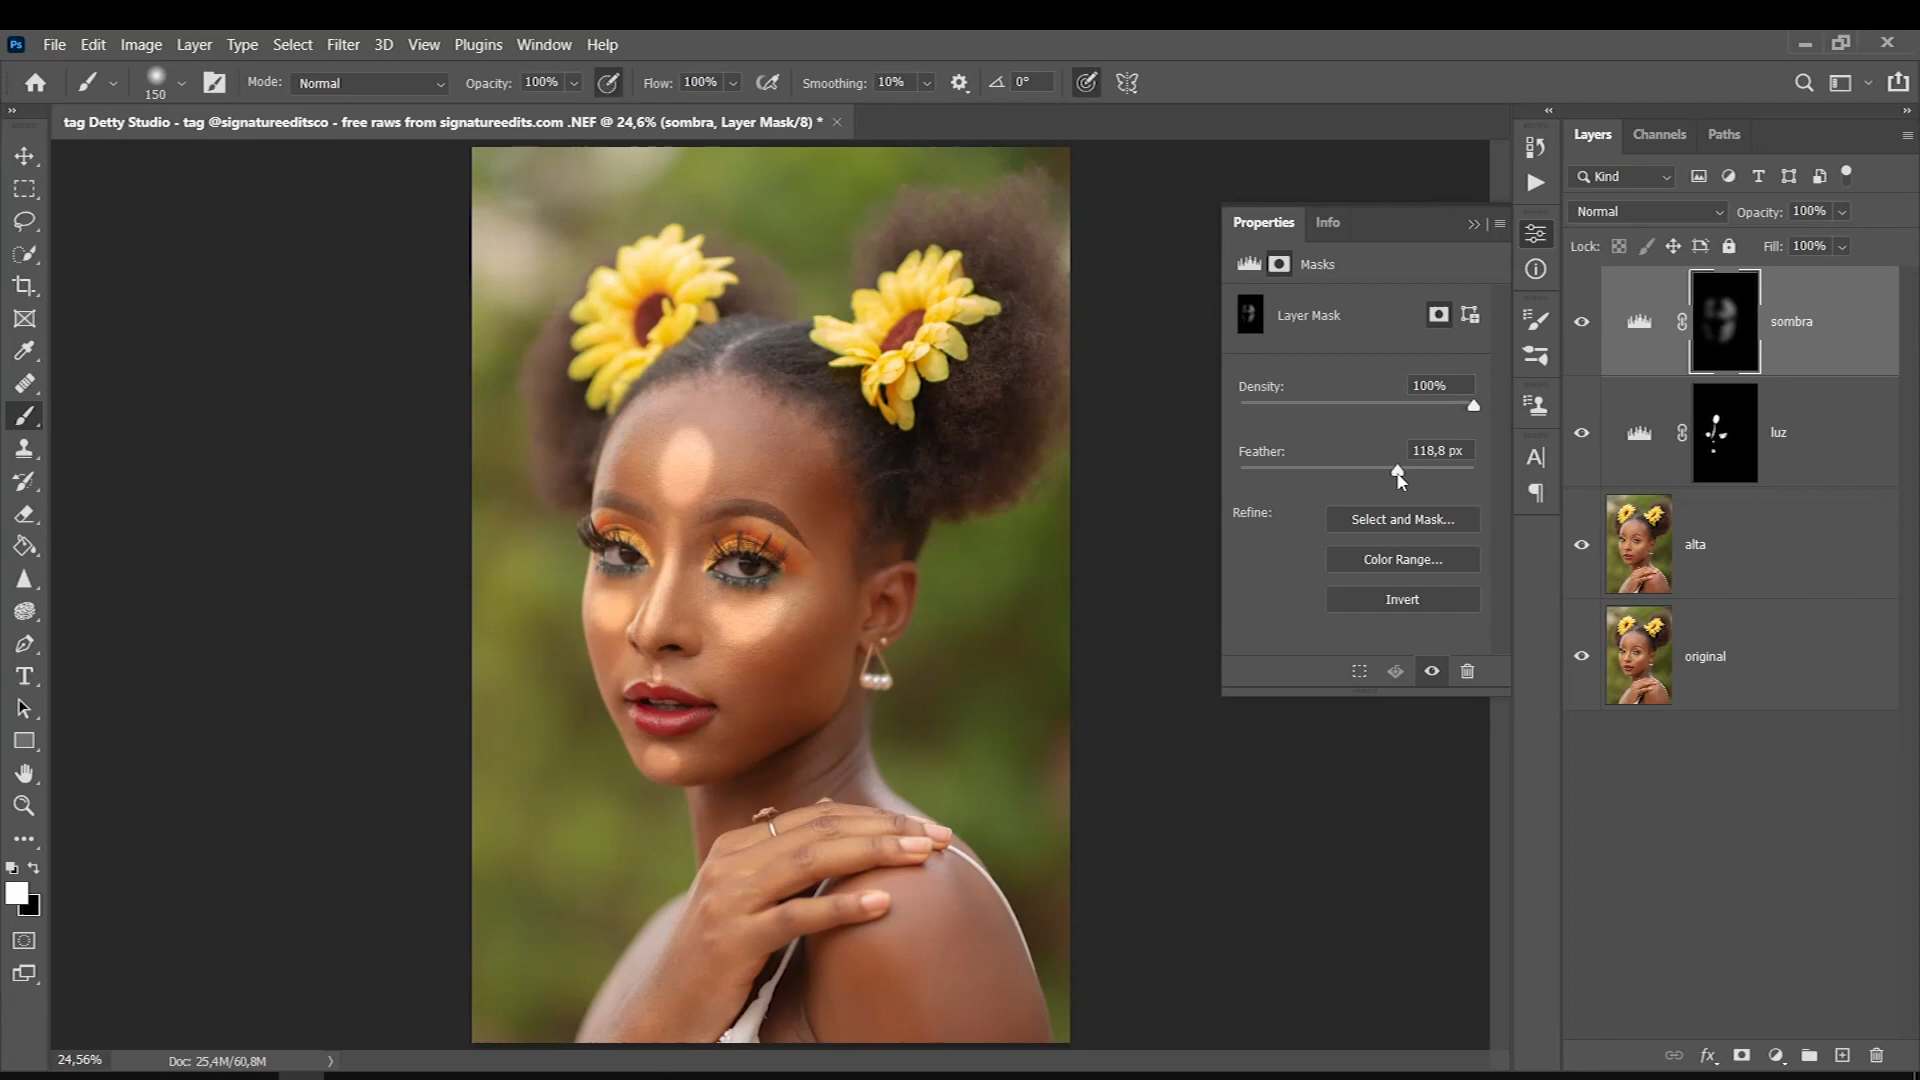 Ps File Edit Image Layer Type Select Filter 3D View Plugins Window Help
150 Mode: Normal Opacity: 100% Flow: 100% Smoothing: 10% 0°
tag Detty Studio - tag @signatureeditsco - free raws from signatureedits.com .NEF @ 24,6% (sombra, Layer Mask/8) *
Layers Channels Paths
Kind
Normal Opacity: 100%
Lock: Fill: 100%
sombra
luz
alta
original
Properties Info
Masks
Layer Mask
Density: 100%
Feather: 118,8 px
Refine: Select and Mask...
Color Range...
Invert
24,56% Doc: 25,4M/60,8M